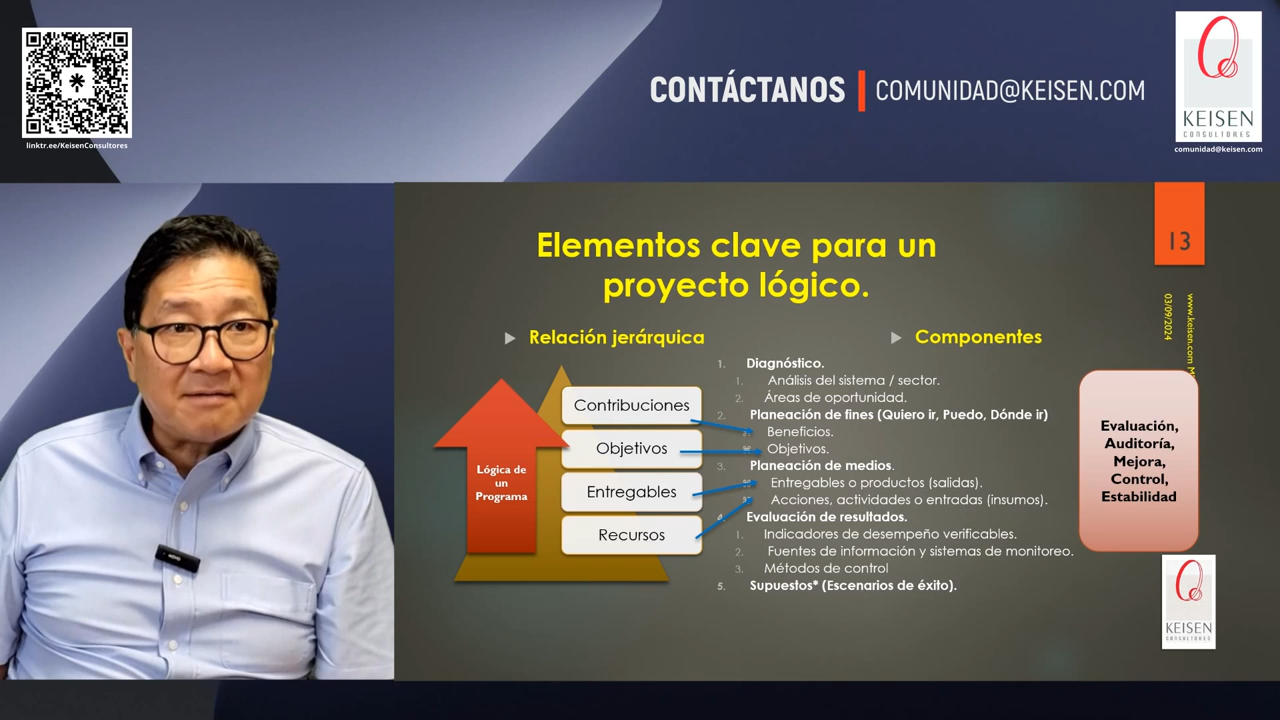 linktr.ee/KeisenConsultores
CONTÁCTANOS | COMUNIDAD@KEISEN.COM
KEISEN
CONSULTORES
comunidad@keisen.com
Elementos clave para un
proyecto lógico.
13
www.keisen.com
03/09/2024
Relación jerárquica
Lógica de
un
Programa
Contribuciones
Objetivos
Entregables
Recursos
Componentes
1. Diagnóstico.
1. Análisis del sistema / sector.
2. Áreas de oportunidad.
2. Planeación de fines (Quiero ir, Puedo, Dónde ir)
Beneficios.
Objetivos.
3. Planeación de medios.
Entregables o productos (salidas).
Acciones, actividades o entradas (insumos).
4. Evaluación de resultados.
1. Indicadores de desempeño verificables.
2. Fuentes de información y sistemas de monitoreo.
3. Métodos de control
5. Supuestos* (Escenarios de éxito).
Evaluación,
Auditoría,
Mejora,
Control,
Estabilidad
KEISEN
CONSULTORES